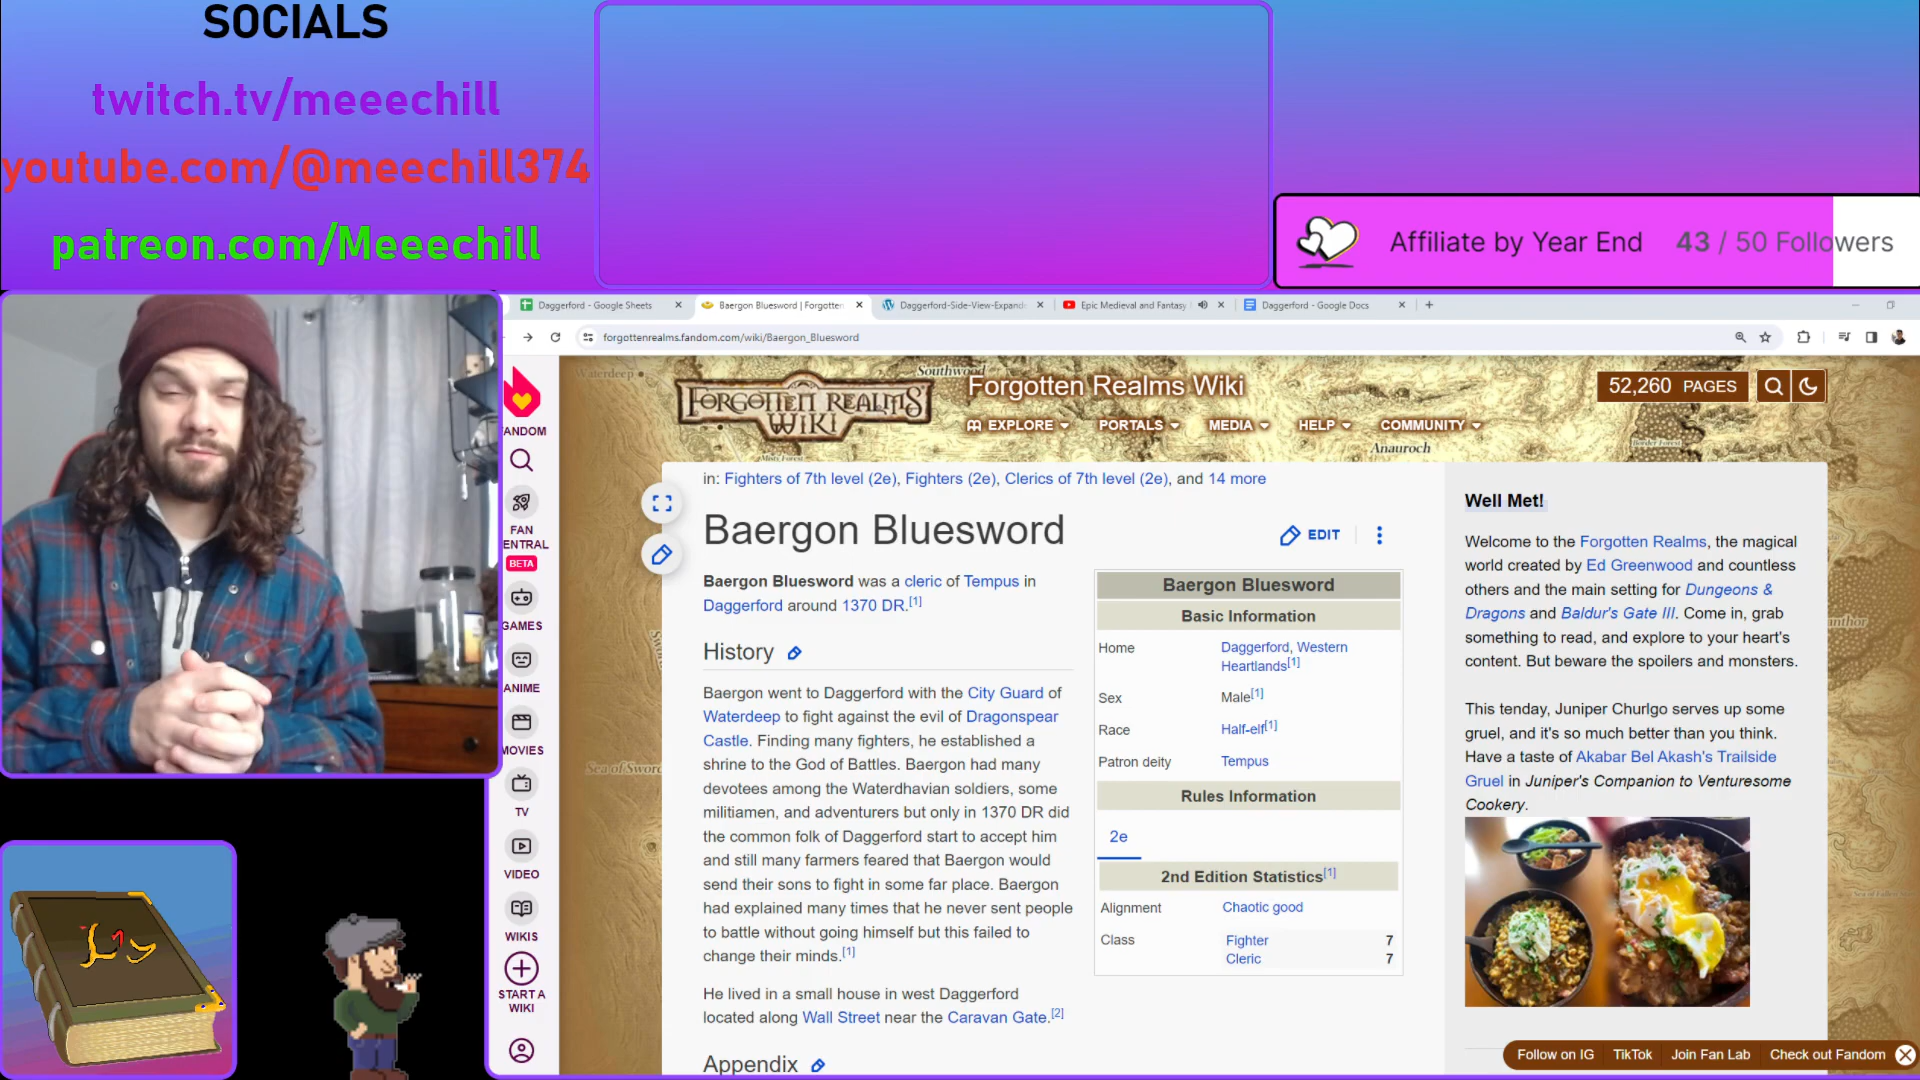 SOCIALS
twitch.tv/meeechill
youtube.com/@meechill374
patreon.com/Meeechill
Affiliate by Year End 43 / 50 Followers
Daggerford - Google Sheets
Baergon Bluesword | Forgotten
Daggerford-Side-View-Expand
Epic Medieval and Fantasy
Daggerford - Google Docs
forgottenrealms.fandom.com/wiki/Baergon_Bluesword
Waterdeep
Southwood
FORGOTTEN REALMS
WIKI
Forgotten Realms Wiki
52,260 PAGES
EXPLORE
PORTALS
MEDIA
HELP
COMMUNITY
Anauroch
ANDOM
FAN
ENTRAL
BETA
GAMES
ANIME
MOVIES
TV
VIDEO
WIKIS
START A
WIKI
in: Fighters of 7th level (2e), Fighters (2e), Clerics of 7th level (2e), and 14 more
Baergon Bluesword
EDIT
Baergon Bluesword was a cleric of Tempus in
Daggerford around 1370 DR.[1]
History
Baergon went to Daggerford with the City Guard of
Waterdeep to fight against the evil of Dragonspear
Castle. Finding many fighters, he established a
shrine to the God of Battles. Baergon had many
devotees among the Waterdhavian soldiers, some
militiamen, and adventurers but only in 1370 DR did
the common folk of Daggerford start to accept him
and still many farmers feared that Baergon would
send their sons to fight in some far place. Baergon
had explained many times that he never sent people
to battle without going himself but this failed to
change their minds.[1]
He lived in a small house in west Daggerford
located along Wall Street near the Caravan Gate.[2]
Appendix
Baergon Bluesword
Basic Information
Home Daggerford, Western
Heartlands[1]
Sex Male[1]
Race Half-elf[1]
Patron deity Tempus
Rules Information
2e
2nd Edition Statistics[1]
Alignment Chaotic good
Class Fighter 7
Cleric 7
Well Met!
Welcome to the Forgotten Realms, the magical
world created by Ed Greenwood and countless
others and the main setting for Dungeons &
Dragons and Baldur's Gate III. Come in, grab
something to read, and explore to your heart's
content. But beware the spoilers and monsters.
This tenday, Juniper Churlgo serves up some
gruel, and it's so much better than you think.
Have a taste of Akabar Bel Akash's Trailside
Gruel in Juniper's Companion to Venturesome
Cookery.
Follow on IG
TikTok
Join Fan Lab
Check out Fandom